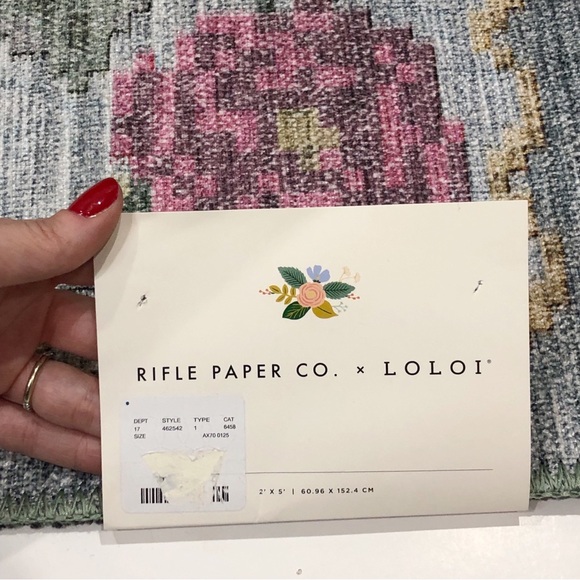 RIFLE PAPER CO. × LOLOI®
DEPT STYLE TYPE CAT
17 462542 1 6458
SIZE AX70 0125
2' X 5' | 60.96 X 152.4 CM